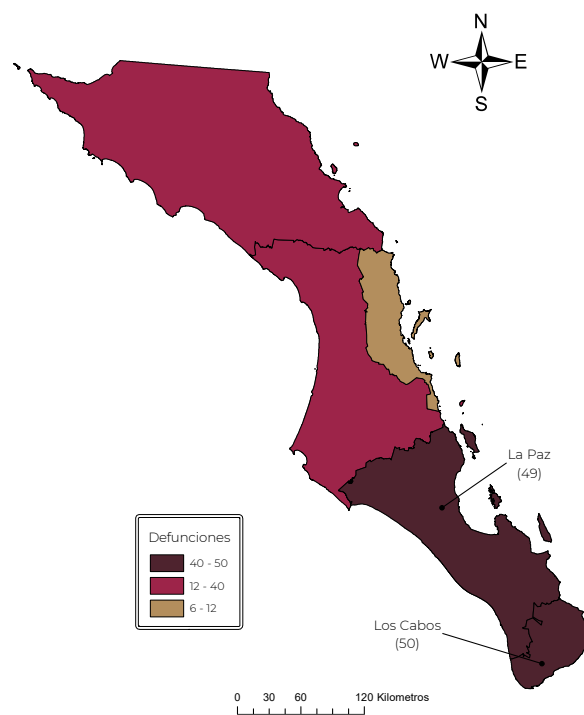 N
W E
S
La Paz
(49)
Defunciones
40 - 50
12 - 40
6 - 12
Los Cabos
(50)
0 30 60 120 Kilometros